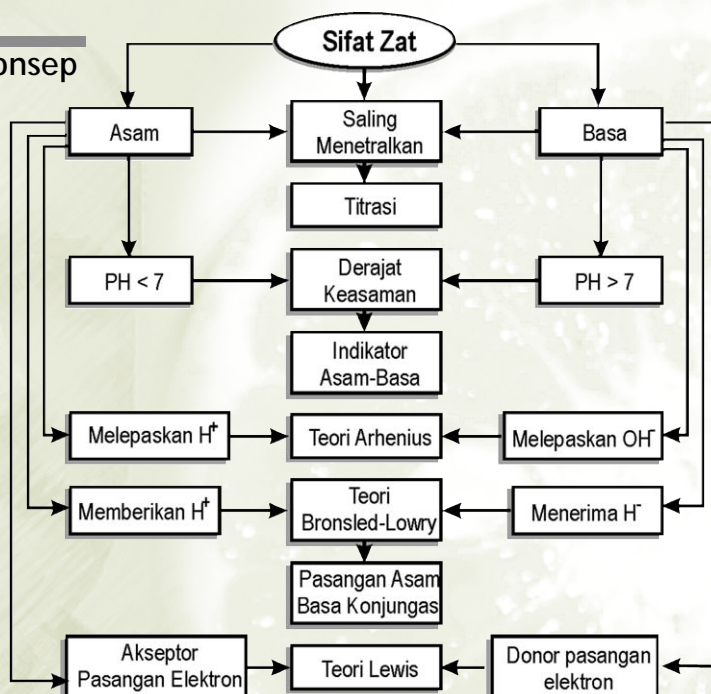 onsep
Sifat Zat
Asam
Saling
Menetralkan
Basa
Titrasi
PH < 7
Derajat
Keasaman
PH > 7
Indikator
Asam-Basa
Melepaskan H⁺
Teori Arhenius
Melepaskan OH⁻
Memberikan H⁺
Teori
Bronsled-Lowry
Menerima H⁻
Pasangan Asam
Basa Konjungas
Akseptor
Pasangan Elektron
Teori Lewis
Donor pasangan
elektron